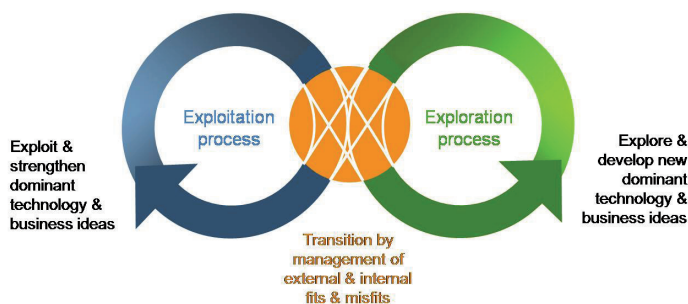 Exploitation
process
Exploration
process
Exploit &
strengthen
dominant
technology &
business ideas
Explore &
develop new
dominant
technology &
business ideas
Transition by
management of
external & internal
fits & misfits